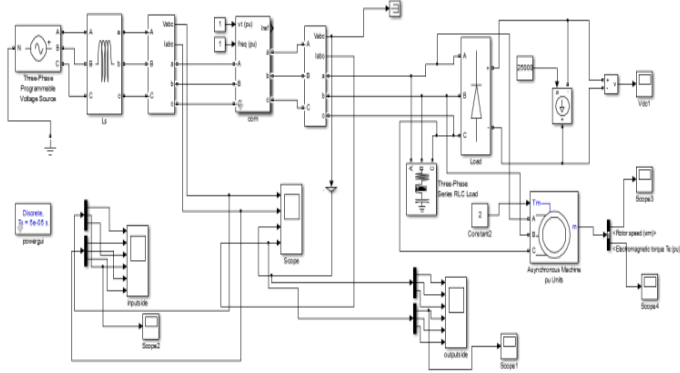 Three-Phase
Programmable
Voltage Source
N
A
B
C
Ls
A
B
C
a
b
c
Vabc
Iabc
1
vt (pu)
1
freq (pu)
com
Vabc
Iabc
a
b
c
A
B
C
Load
25000
v
Vdc1
Three-Phase
Series RLC Load
2
Constant2
Tm
A
B
C
m
Asynchronous Machine
pu Units
Scope3
<Rotor speed (wm)>
<Electromagnetic torque Te (pu)
Scope4
Discrete,
Ts = 5e-05 s
powergui
inputside
Scope2
Scope
outputside
Scope1